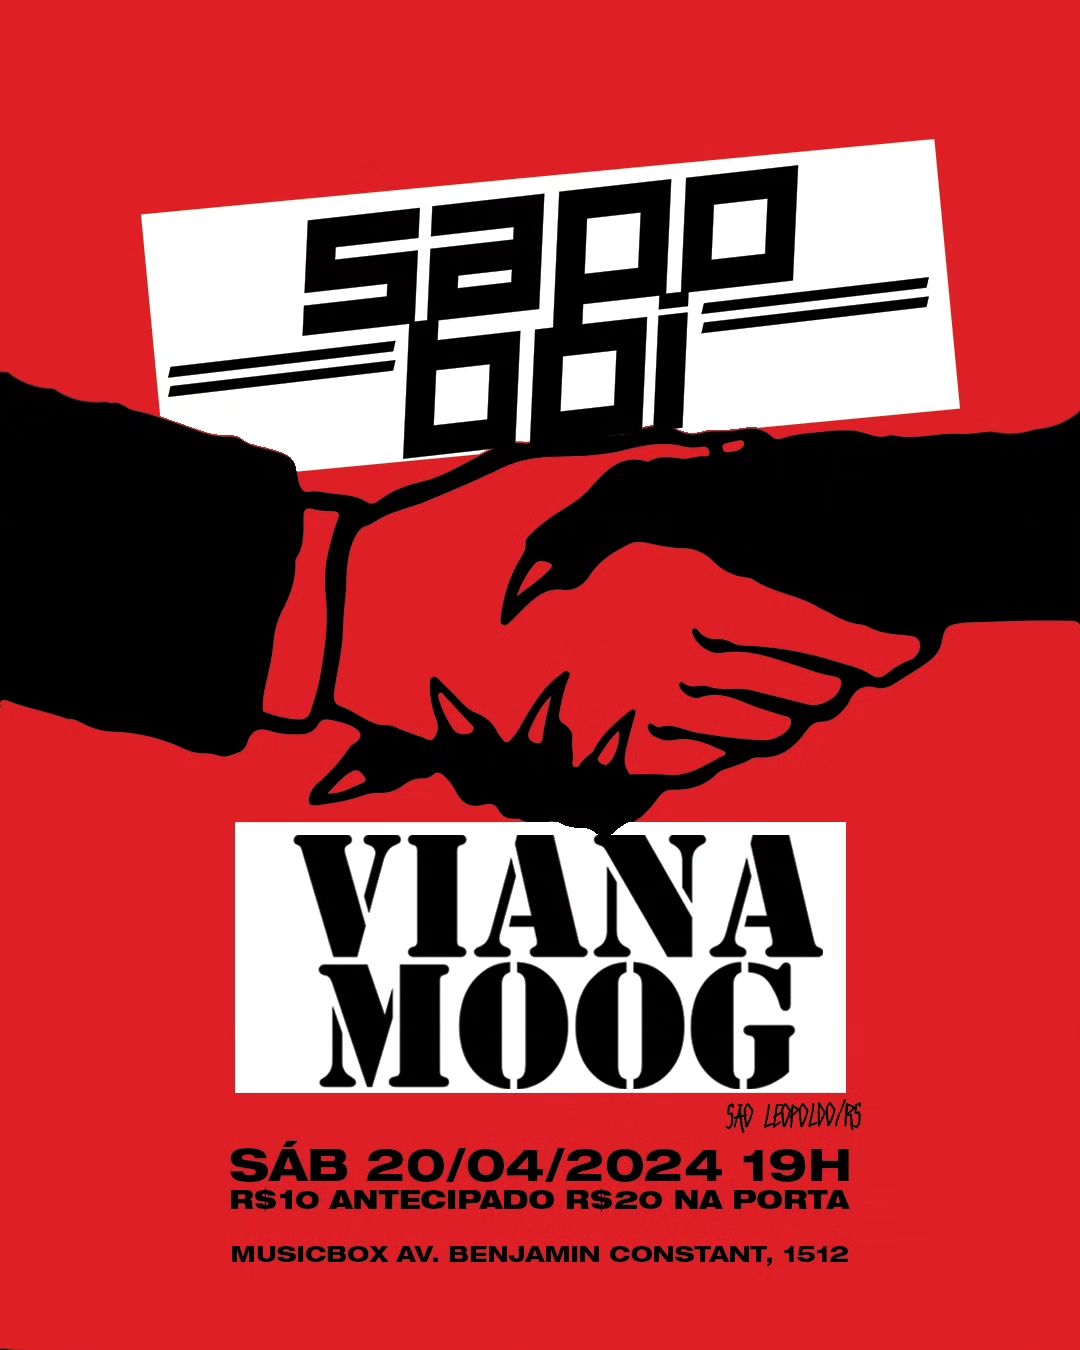 sapo
boi
VIANA
MOOG
SÃO LEOPOLDO/RS
SÁB 20/04/2024 19H
R$10 ANTECIPADO R$20 NA PORTA
MUSICBOX AV. BENJAMIN CONSTANT, 1512